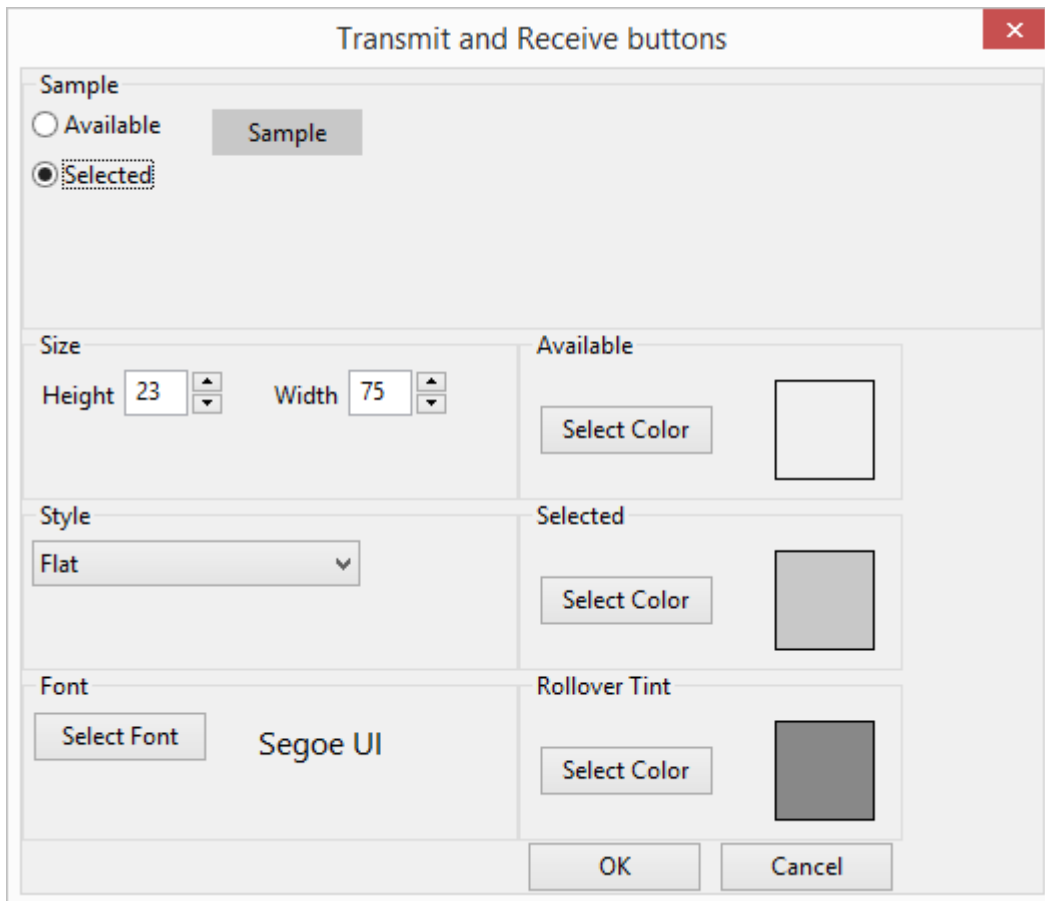 Transmit and Receive buttons
Sample
Available
Sample
Selected
Size
Height 23 Width 75
Available
Select Color
Style
Flat
Selected
Select Color
Font
Select Font
Segoe UI
Rollover Tint
Select Color
OK
Cancel